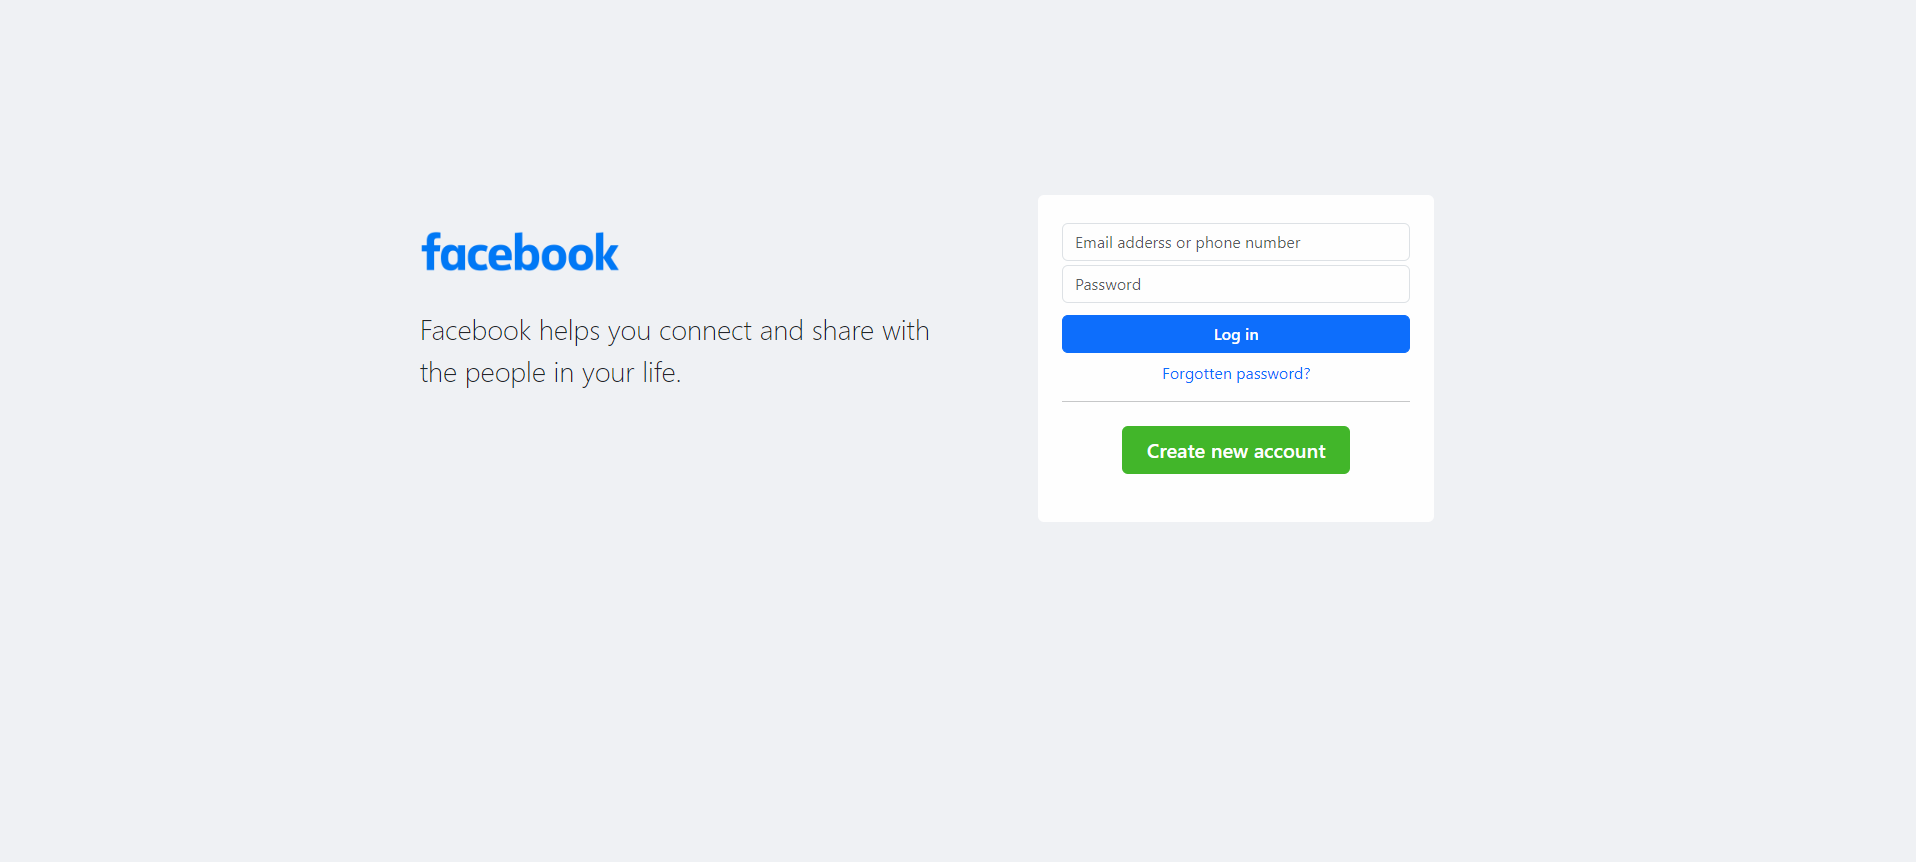 facebook
Facebook helps you connect and share with
the people in your life.
Email adderss or phone number
Password
Log in
Forgotten password?
Create new account